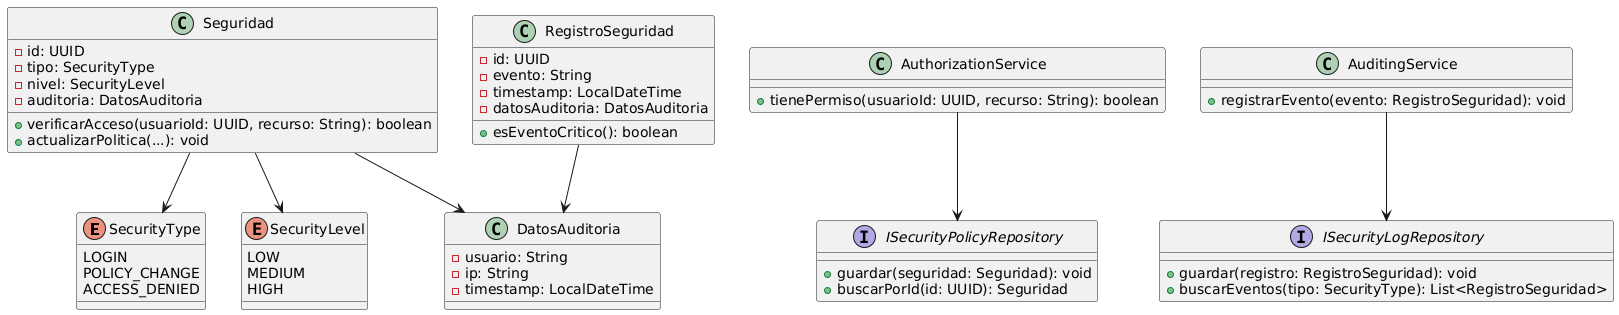 C Seguridad
id: UUID
tipo: SecurityType
nivel: SecurityLevel
auditoria: DatosAuditoria
verificarAcceso(usuarioId: UUID, recurso: String): boolean
actualizarPolitica(...): void
C RegistroSeguridad
id: UUID
evento: String
timestamp: LocalDateTime
datosAuditoria: DatosAuditoria
esEventoCritico(): boolean
C AuthorizationService
tienePermiso(usuarioId: UUID, recurso: String): boolean
C AuditingService
registrarEvento(evento: RegistroSeguridad): void
E SecurityType
LOGIN
POLICY_CHANGE
ACCESS_DENIED
E SecurityLevel
LOW
MEDIUM
HIGH
C DatosAuditoria
usuario: String
ip: String
timestamp: LocalDateTime
I ISecurityPolicyRepository
guardar(seguridad: Seguridad): void
buscarPorId(id: UUID): Seguridad
I ISecurityLogRepository
guardar(registro: RegistroSeguridad): void
buscarEventos(tipo: SecurityType): List<RegistroSeguridad>